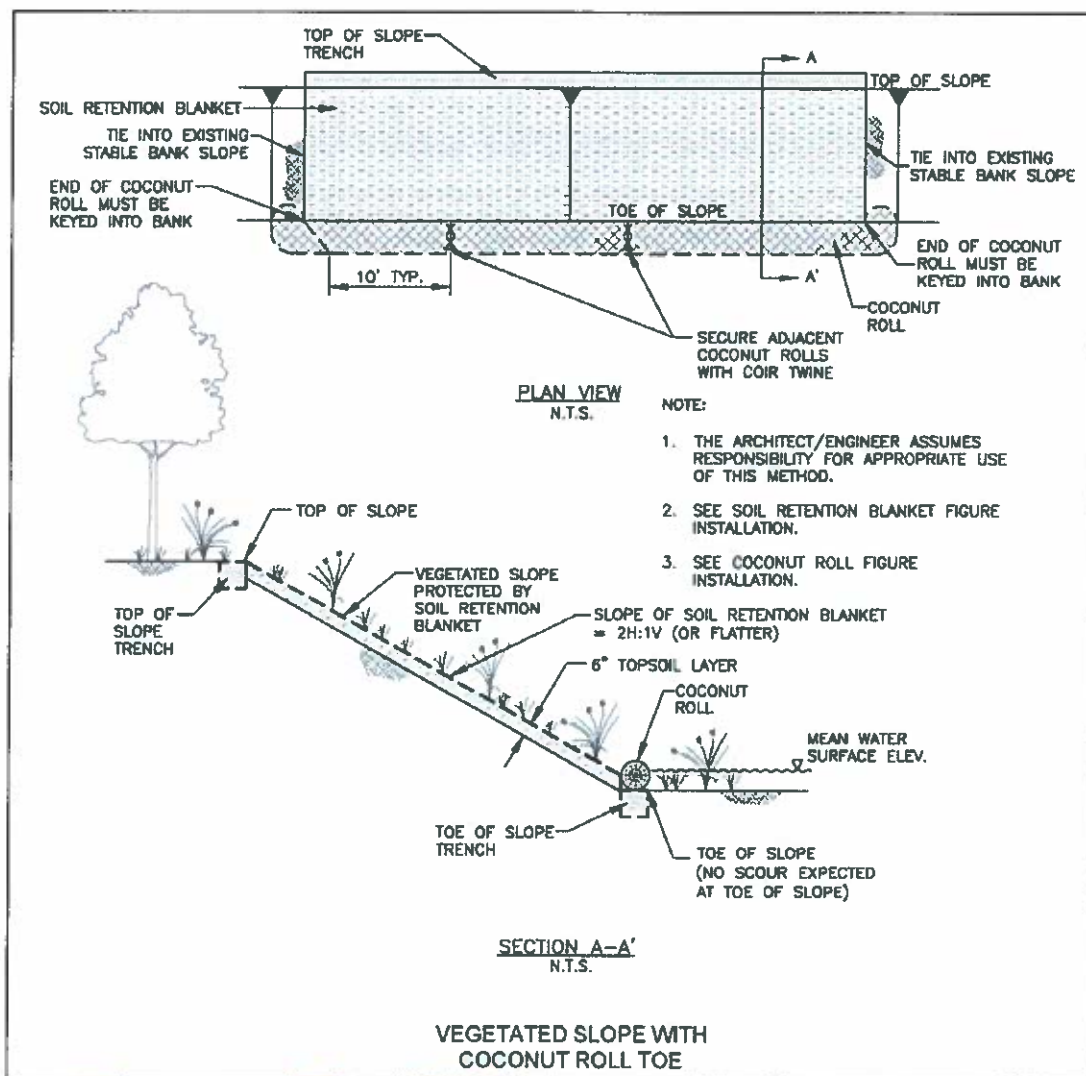 TOP OF SLOPE
TRENCH
A
TOP OF SLOPE
SOIL RETENTION BLANKET
TIE INTO EXISTING
STABLE BANK SLOPE
END OF COCONUT
ROLL MUST BE
KEYED INTO BANK
TIE INTO EXISTING
STABLE BANK SLOPE
TOE OF SLOPE
10' TYP.
A'
END OF COCONUT
ROLL MUST BE
KEYED INTO BANK
COCONUT
ROLL
SECURE ADJACENT
COCONUT ROLLS
WITH COIR TWINE
PLAN VIEW
N.T.S.
NOTE:
1. THE ARCHITECT/ENGINEER ASSUMES
RESPONSIBILITY FOR APPROPRIATE USE
OF THIS METHOD.
2. SEE SOIL RETENTION BLANKET FIGURE
INSTALLATION.
3. SEE COCONUT ROLL FIGURE
INSTALLATION.
TOP OF SLOPE
TOP OF
SLOPE
TRENCH
VEGETATED SLOPE
PROTECTED BY
SOIL RETENTION
BLANKET
SLOPE OF SOIL RETENTION BLANKET
= 2H:1V (OR FLATTER)
6" TOPSOIL LAYER
COCONUT
ROLL
MEAN WATER
SURFACE ELEV.
TOE OF SLOPE
TRENCH
TOE OF SLOPE
(NO SCOUR EXPECTED
AT TOE OF SLOPE)
SECTION A-A'
N.T.S.
VEGETATED SLOPE WITH
COCONUT ROLL TOE